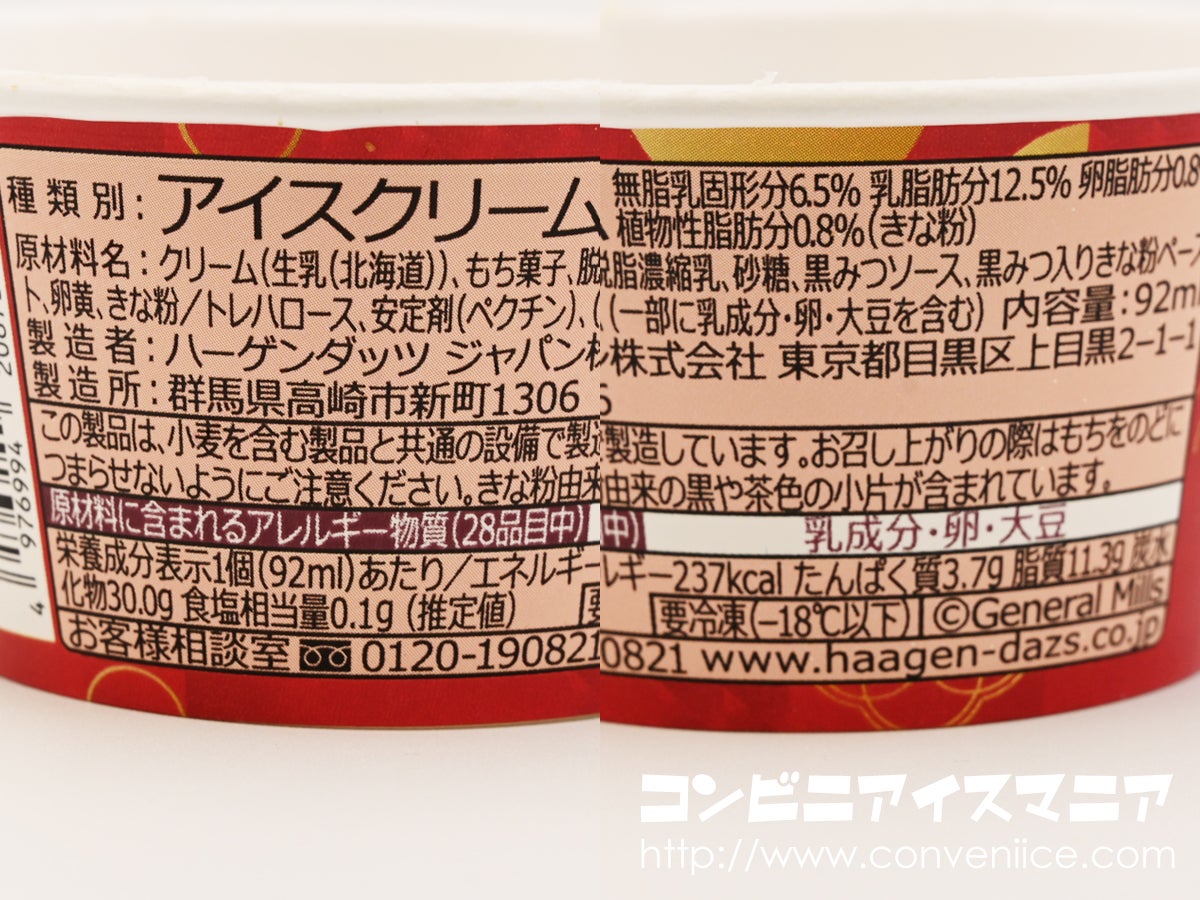 種類別:アイスクリーム
無脂乳固形分6.5% 乳脂肪分12.5% 卵脂肪分0.8%
植物性脂肪分0.8%(きな粉)
原材料名:クリーム(生乳(北海道))、もち菓子、脱脂濃縮乳、砂糖、黒みつソース、黒みつ入りきな粉ペース
ト、卵黄、きな粉/トレハロース、安定剤(ペクチン)、(一部に乳成分・卵・大豆を含む) 内容量:92ml
製造者:ハーゲンダッツ ジャパン株式会社 東京都目黒区上目黒2-1-1
製造所:群馬県高崎市新町1306
この製品は、小麦を含む製品と共通の設備で製造しています。お召し上がりの際はもちをのどに
つまらせないようにご注意ください。きな粉由来の黒や茶色の小片が含まれています。
原材料に含まれるアレルギー物質(28品目中) 乳成分・卵・大豆
栄養成分表示1個(92ml)あたり/エネルギー237kcal たんぱく質3.7g 脂質11.3g 炭水
化物30.0g 食塩相当量0.1g (推定値) 要冷凍(-18℃以下) ©General Mills
お客様相談室 0120-190821 www.haagen-dazs.co.jp
4 976994
コンビニアイスマニア
http://www.conveniice.com